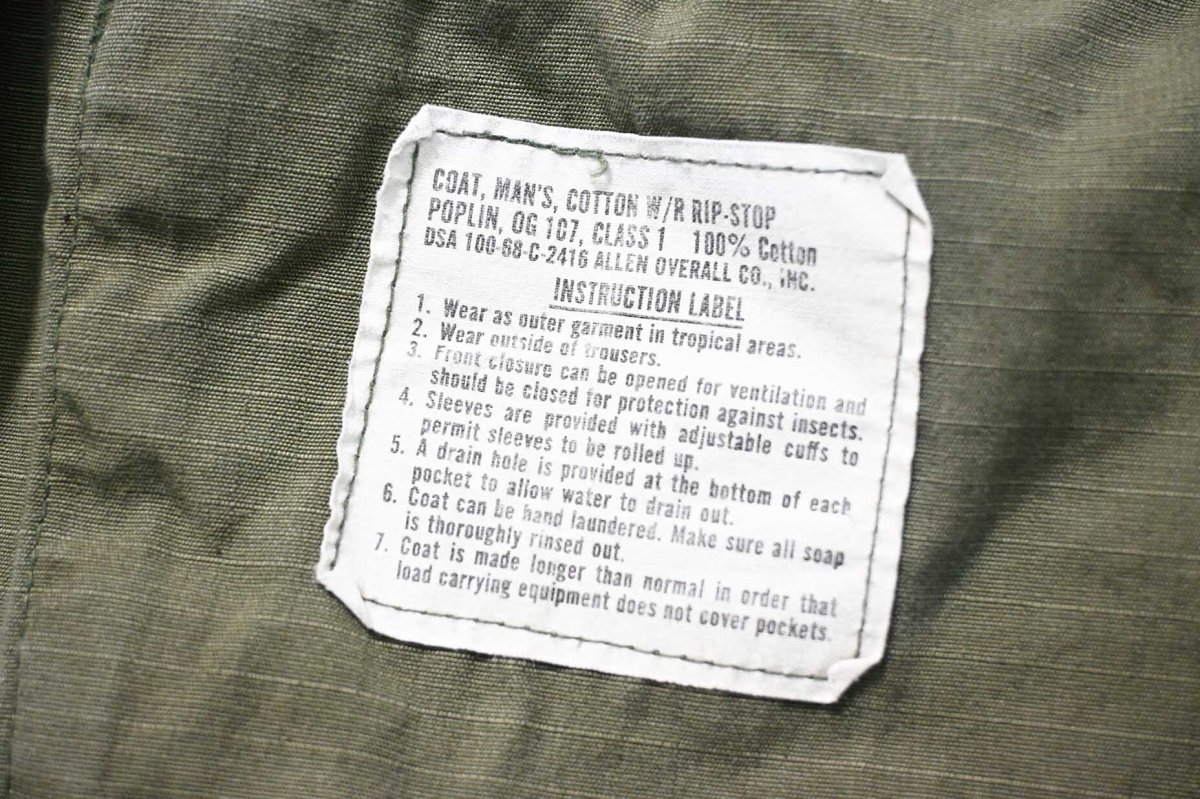 COAT, MAN'S, COTTON W/R RIP-STOP
POPLIN, OG 107, CLASS 1 100% Cotton
DSA 100-68-C-2416 ALLEN OVERALL CO., INC.
INSTRUCTION LABEL
1. Wear as outer garment in tropical areas.
2. Wear outside of trousers.
3. Front closure can be opened for ventilation and
should be closed for protection against insects.
4. Sleeves are provided with adjustable cuffs to
permit sleeves to be rolled up.
5. A drain hole is provided at the bottom of each
pocket to allow water to drain out.
6. Coat can be hand laundered. Make sure all soap
is thoroughly rinsed out.
7. Coat is made longer than normal in order that
load carrying equipment does not cover pockets.